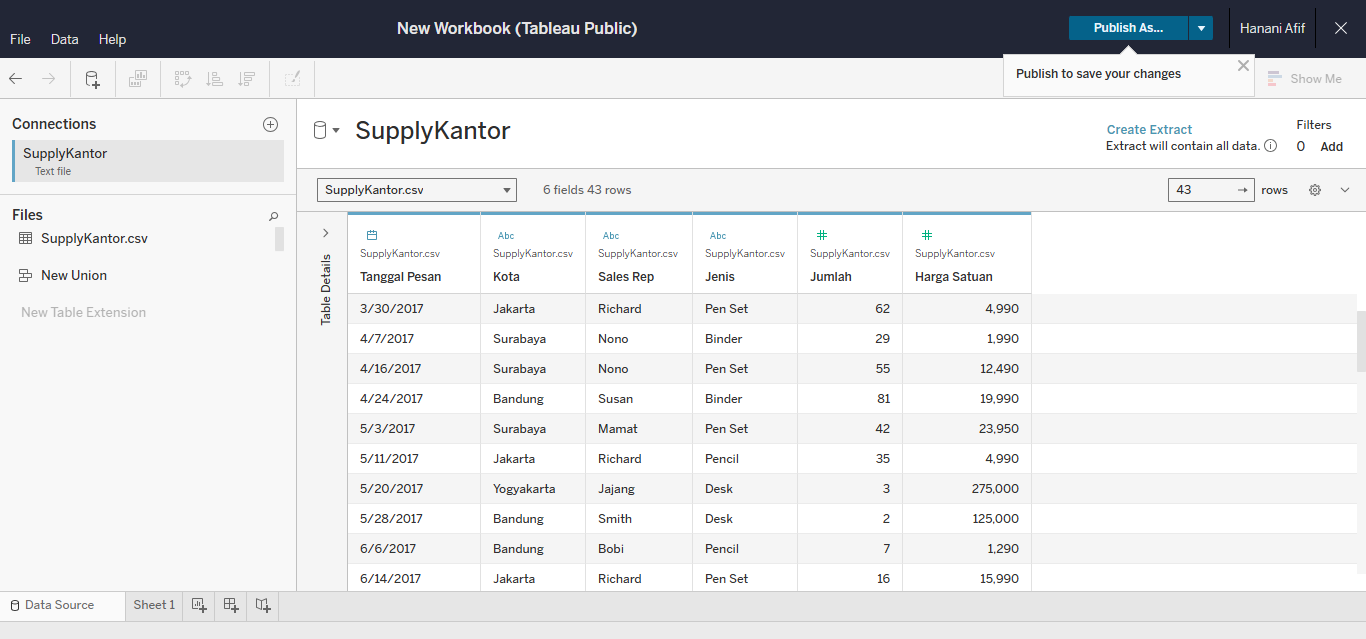 New Workbook (Tableau Public)
Publish As...
Hanani Afif
File Data Help
Publish to save your changes
Show Me
Connections
SupplyKantor
Text file
Files
SupplyKantor.csv
New Union
New Table Extension
SupplyKantor
Create Extract
Extract will contain all data.
Filters
0 Add
SupplyKantor.csv
6 fields 43 rows
43 → rows
Table Details
Abc Abc Abc # #
SupplyKantor.csv SupplyKantor.csv SupplyKantor.csv SupplyKantor.csv SupplyKantor.csv SupplyKantor.csv
Tanggal Pesan Kota Sales Rep Jenis Jumlah Harga Satuan
3/30/2017 Jakarta Richard Pen Set 62 4,990
4/7/2017 Surabaya Nono Binder 29 1,990
4/16/2017 Surabaya Nono Pen Set 55 12,490
4/24/2017 Bandung Susan Binder 81 19,990
5/3/2017 Surabaya Mamat Pen Set 42 23,950
5/11/2017 Jakarta Richard Pencil 35 4,990
5/20/2017 Yogyakarta Jajang Desk 3 275,000
5/28/2017 Bandung Smith Desk 2 125,000
6/6/2017 Bandung Bobi Pencil 7 1,290
6/14/2017 Jakarta Richard Pen Set 16 15,990
Data Source
Sheet 1